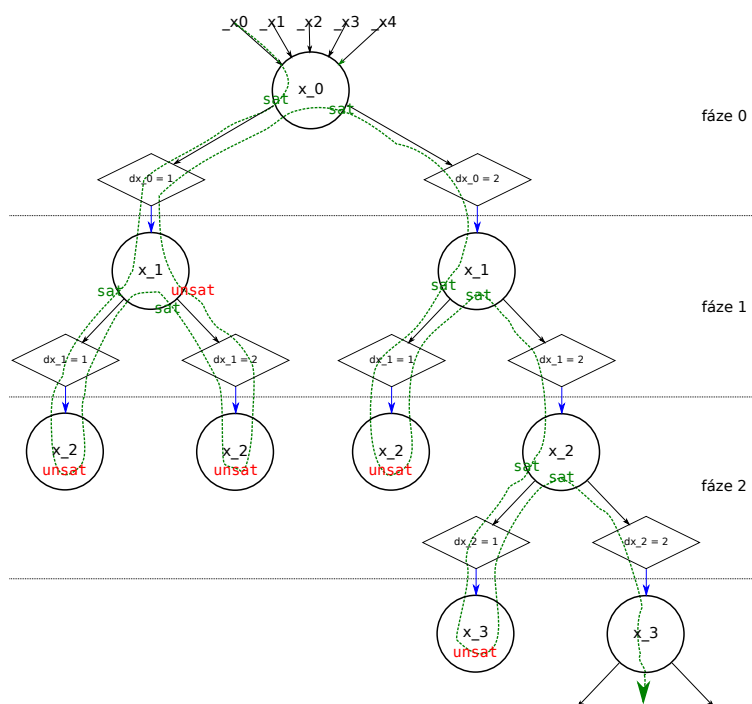 _x0 _x1 _x2 _x3 _x4
x_0
sat sat
fáze 0
dx_0 = 1 dx_0 = 2
x_1 x_1
sat unsat sat sat
sat
fáze 1
dx_1 = 1 dx_1 = 2 dx_1 = 1 dx_1 = 2
x_2 x_2 x_2 x_2
unsat unsat unsat sat sat
fáze 2
dx_2 = 1 dx_2 = 2
x_3 x_3
unsat